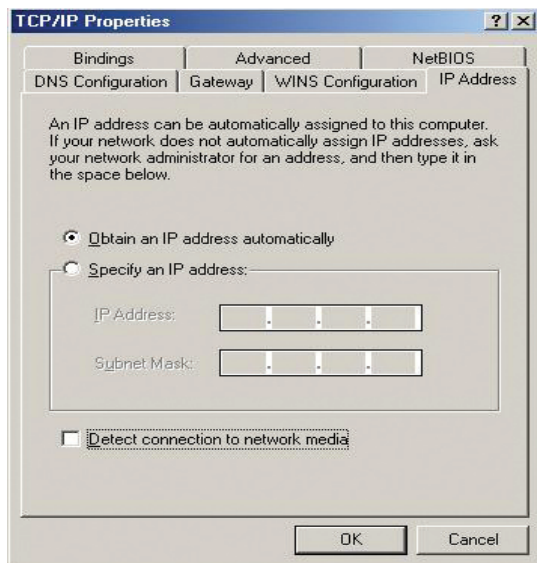 TCP/IP Properties
Bindings Advanced NetBIOS
DNS Configuration Gateway WINS Configuration IP Address
An IP address can be automatically assigned to this computer.
If your network does not automatically assign IP addresses, ask
your network administrator for an address, and then type it in
the space below.
Obtain an IP address automatically
Specify an IP address:
IP Address:
Subnet Mask:
Detect connection to network media
OK Cancel